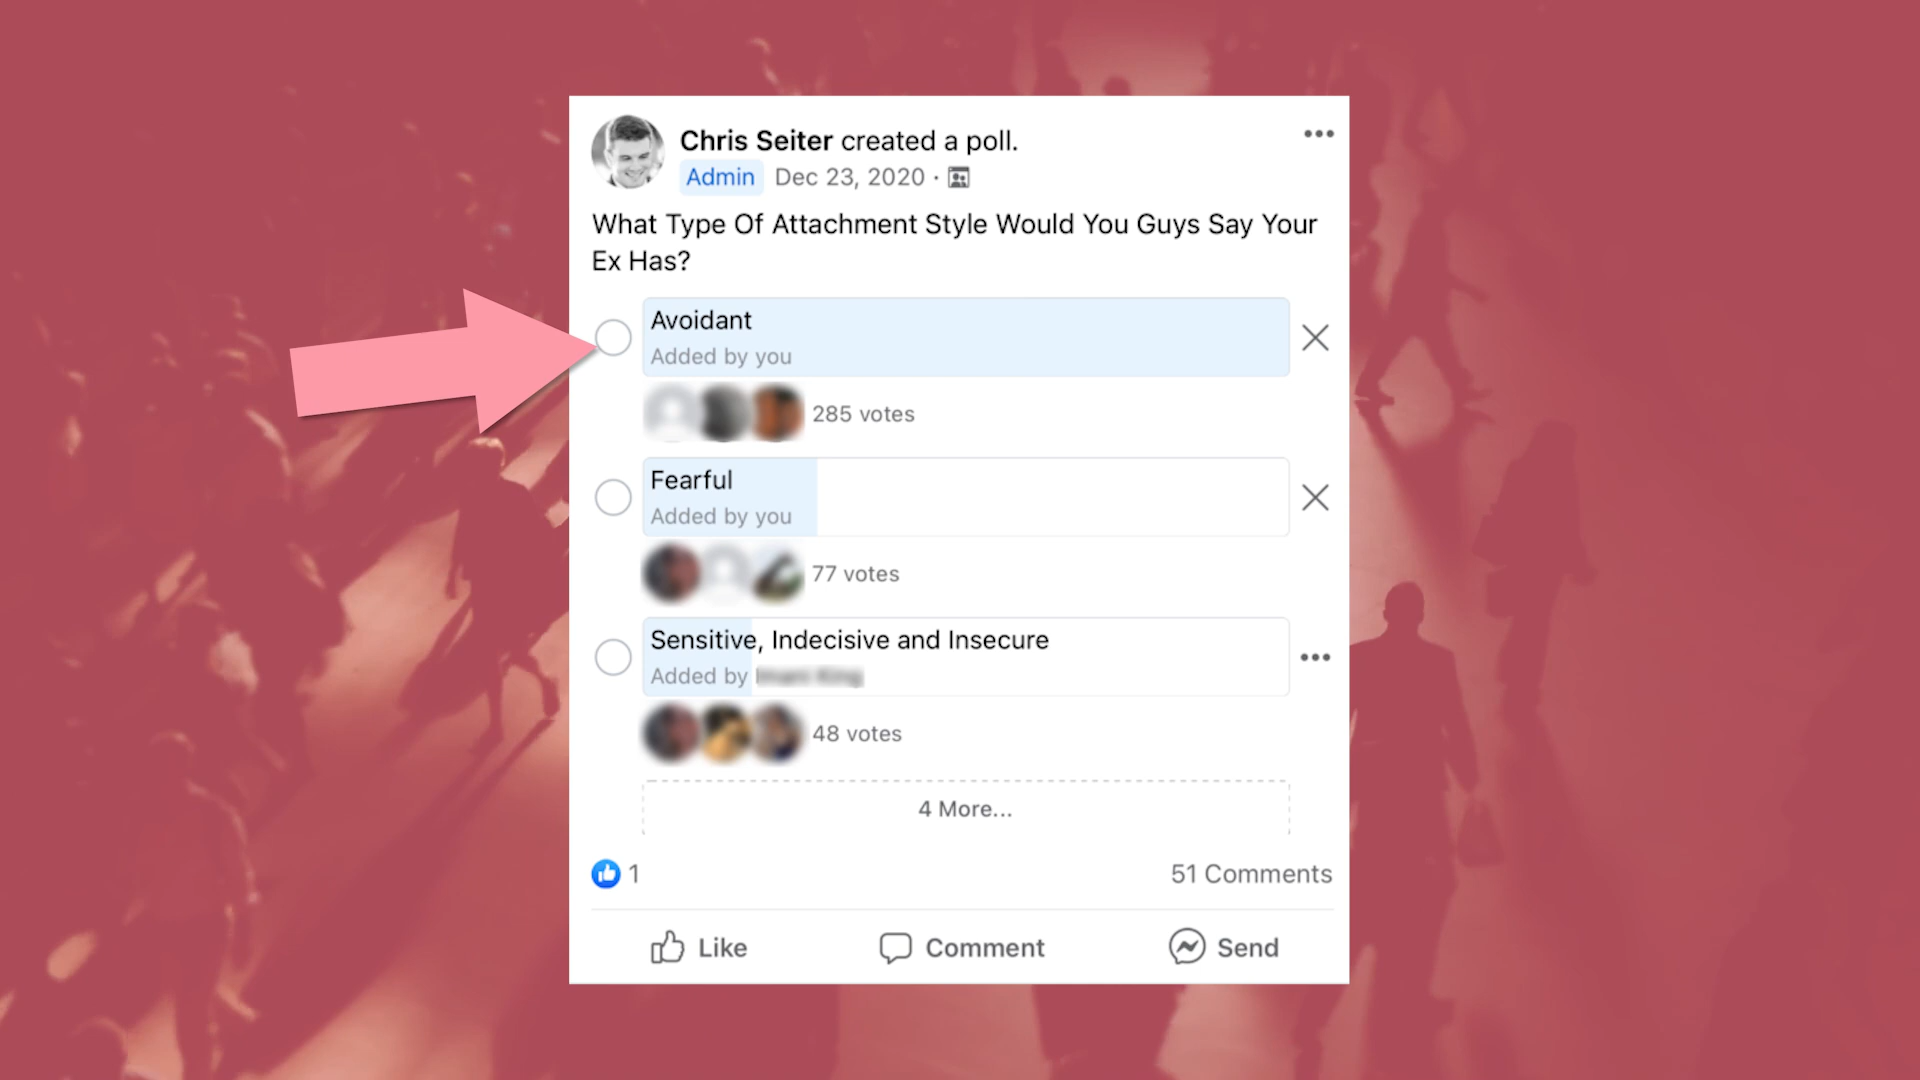 Chris Seiter created a poll.
Admin Dec 23, 2020 ·
What Type Of Attachment Style Would You Guys Say Your
Ex Has?
Avoidant
Added by you
285 votes
Fearful
Added by you
77 votes
Sensitive, Indecisive and Insecure
Added by
48 votes
4 More...
1
51 Comments
Like
Comment
Send